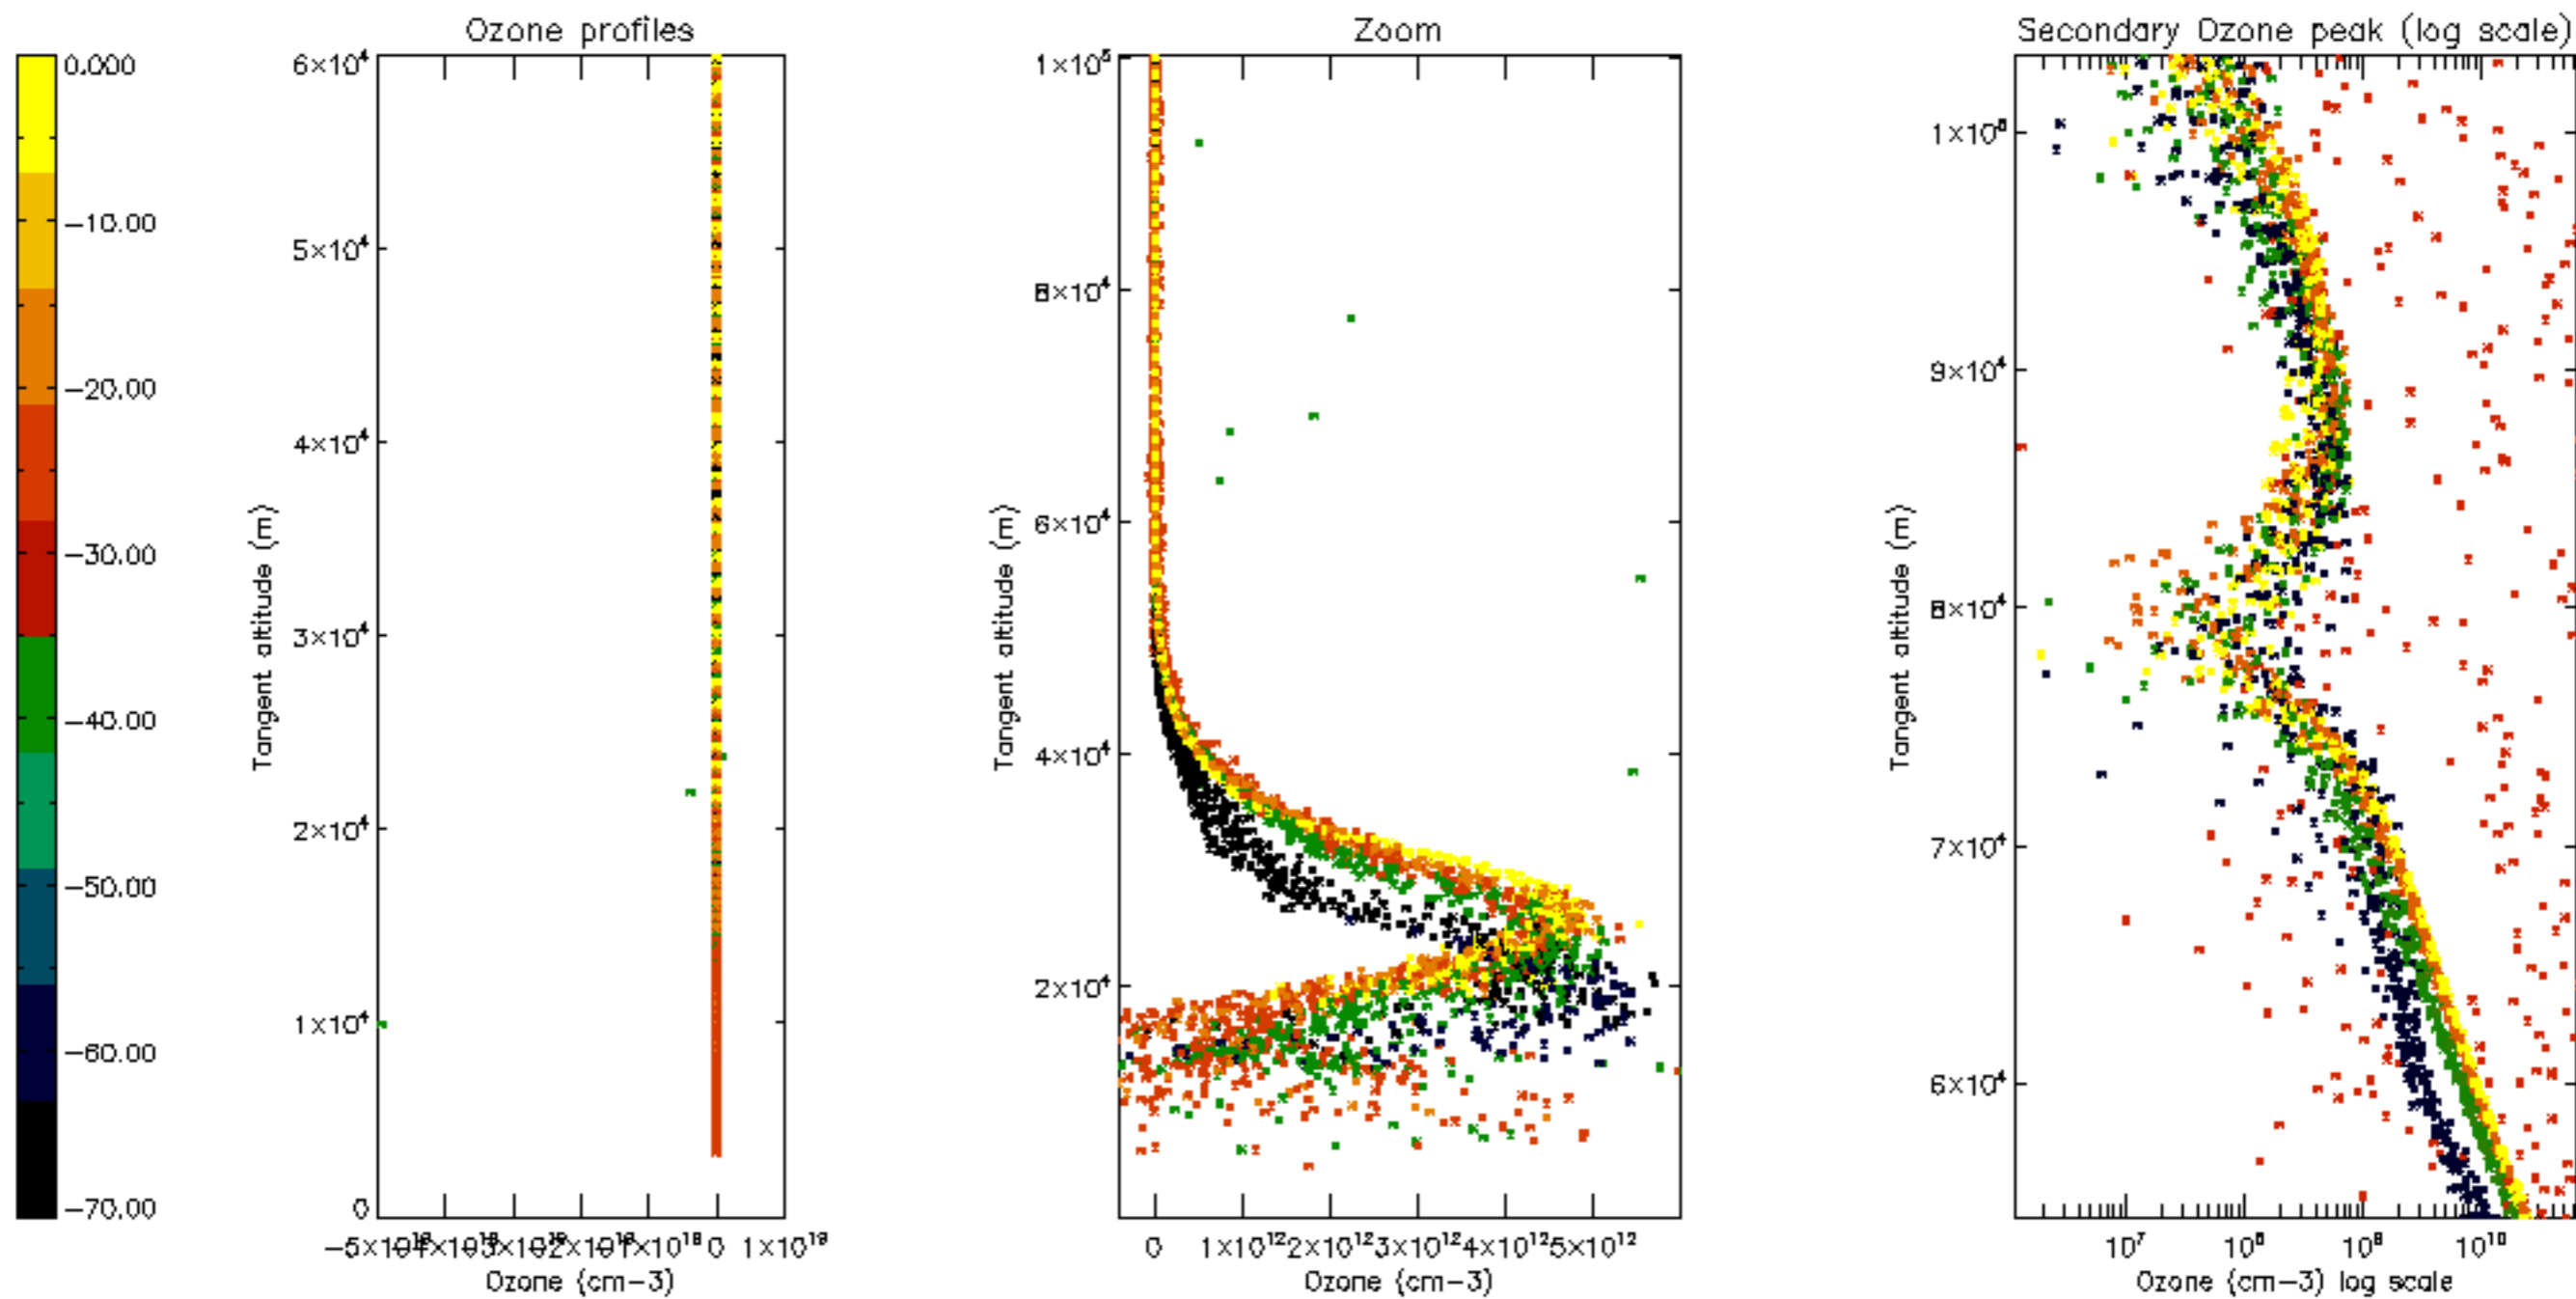 Ozone profiles
Zoom
Secondary Ozone peak (log scale)
0.000
-10.00
-20.00
-30.00
-40.00
-50.00
-60.00
-70.00
6×10⁴
5×10⁴
4×10⁴
3×10⁴
2×10⁴
1×10⁴
0
Tangent altitude (m)
0 1×10¹⁹
Ozone (cm-3)
1×10⁵
8×10⁴
6×10⁴
4×10⁴
2×10⁴
Tangent altitude (m)
0 1×10¹² 2×10¹² 3×10¹² 4×10¹² 5×10¹²
Ozone (cm-3)
9×10⁴
8×10⁴
7×10⁴
6×10⁴
Tangent altitude (m)
10⁷ 10⁸ 10⁹ 10¹⁰
Ozone (cm-3) log scale